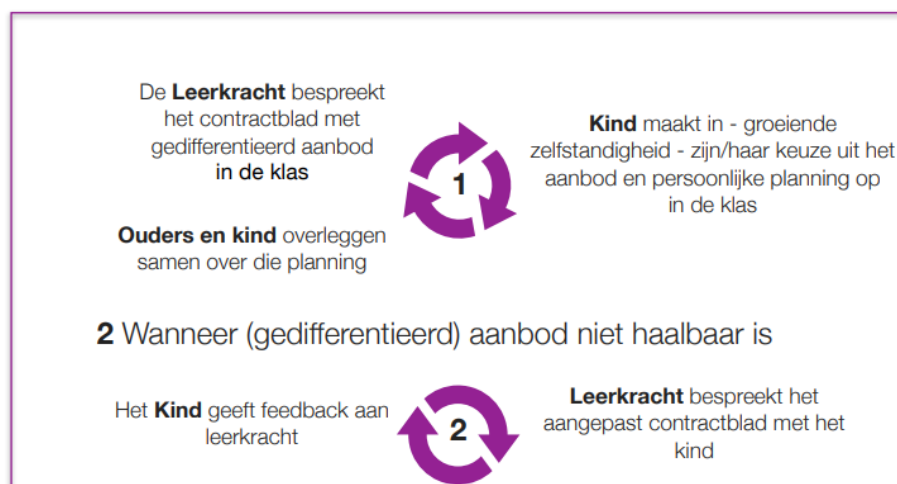 De Leerkracht bespreekt
het contractblad met
gedifferentieerd aanbod
in de klas
1
Kind maakt in - groeiende
zelfstandigheid - zijn/haar keuze uit het
aanbod en persoonlijke planning op
in de klas
Ouders en kind overleggen
samen over die planning
2 Wanneer (gedifferentieerd) aanbod niet haalbaar is
Het Kind geeft feedback aan
leerkracht
2
Leerkracht bespreekt het
aangepast contractblad met het
kind